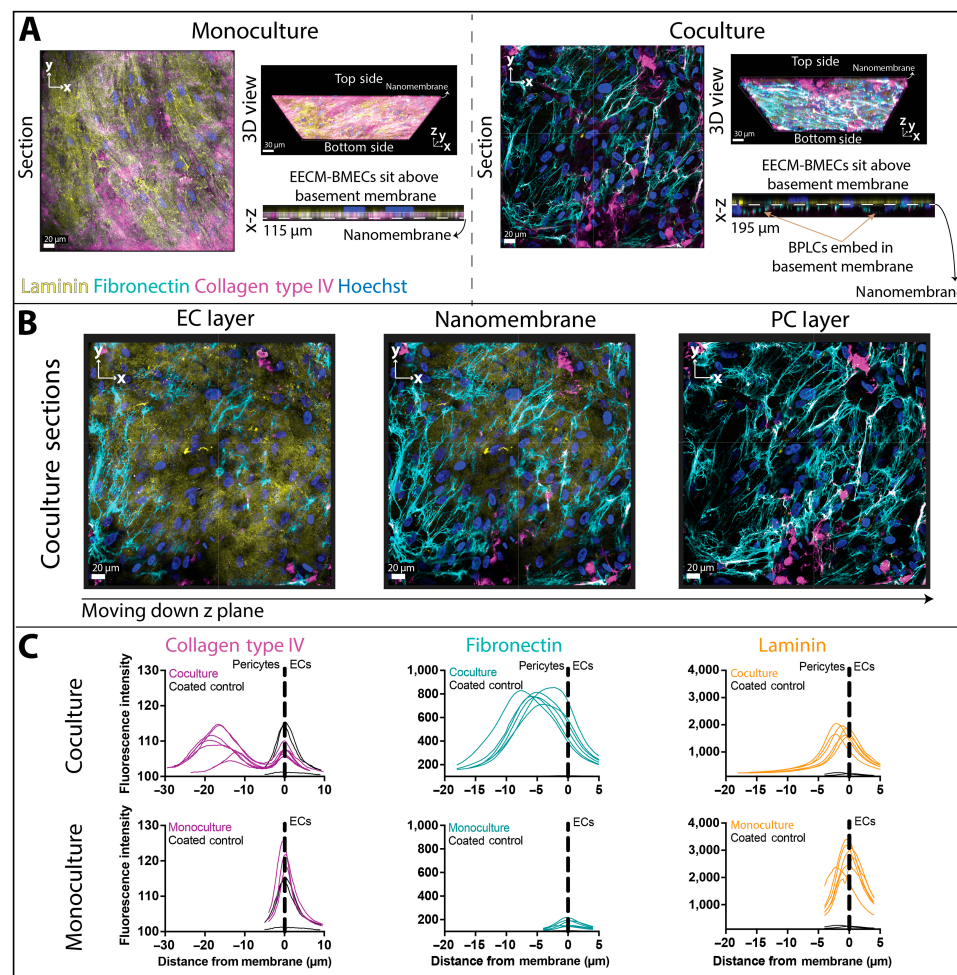 A
Monoculture
Section
y
x
20 µm
3D view
Top side
Nanomembrane
Bottom side
30 µm
z
y
x
EECM-BMECs sit above
basement membrane
x-z
115 µm
Nanomembrane
Coculture
Section
y
x
20 µm
3D view
Top side
Nanomembrane
Bottom side
30 µm
z
y
x
EECM-BMECs sit above
basement membrane
x-z
195 µm
BPLCs embed in
basement membrane
Nanomembran
Laminin Fibronectin Collagen type IV Hoechst
B
EC layer
Nanomembrane
PC layer
Coculture sections
y
x
20 µm
y
x
20 µm
y
x
20 µm
Moving down z plane
C
Collagen type IV
Fibronectin
Laminin
Coculture
Fluorescence intensity
130
120
110
100
Coculture
Coated control
Pericytes
ECs
−30 −20 −10 0 10
1,000
800
600
400
200
Coculture
Coated control
Pericytes
ECs
−20 −15 −10 −5 0 5
4,000
3,000
2,000
1,000
Coculture
Coated control
Pericytes
ECs
−20 −15 −10 −5 0 5
Monoculture
Fluorescence intensity
130
120
110
100
Monoculture
Coated control
ECs
−30 −20 −10 0 10
Distance from membrane (µm)
1,000
800
600
400
200
Monoculture
Coated control
ECs
−20 −15 −10 −5 0 5
Distance from membrane (µm)
4,000
3,000
2,000
1,000
Monoculture
Coated control
ECs
−20 −15 −10 −5 0 5
Distance from membrane (µm)